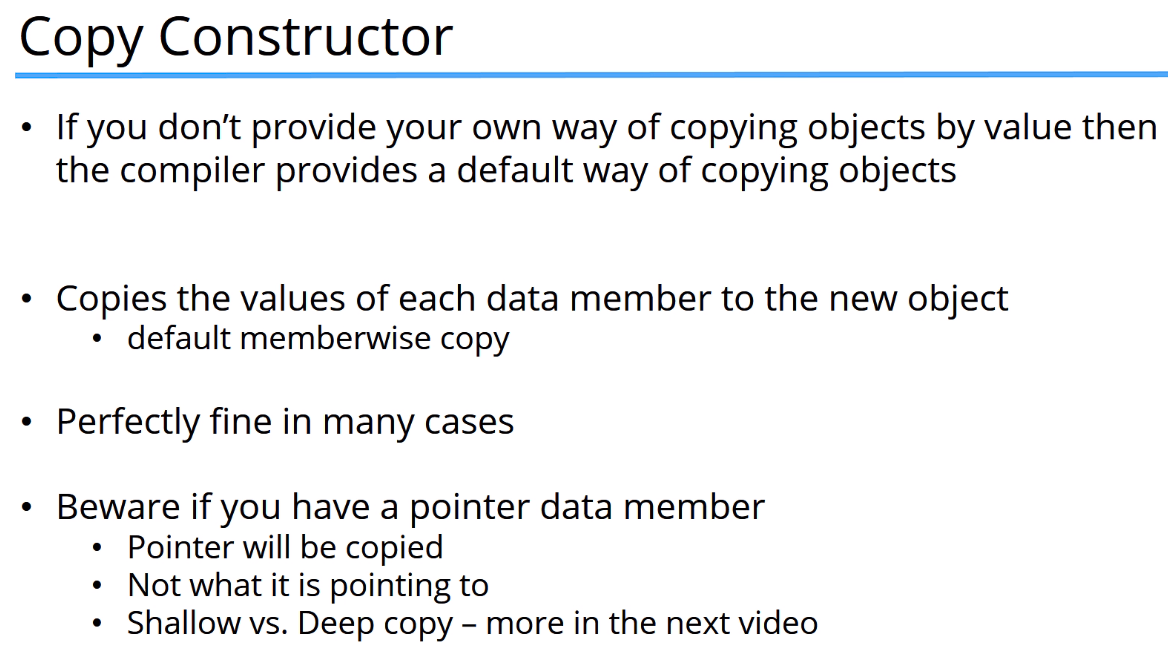 Copy Constructor
• If you don’t provide your own way of copying objects by value then
the compiler provides a default way of copying objects
• Copies the values of each data member to the new object
• default memberwise copy
• Perfectly fine in many cases
• Beware if you have a pointer data member
• Pointer will be copied
• Not what it is pointing to
• Shallow vs. Deep copy – more in the next video